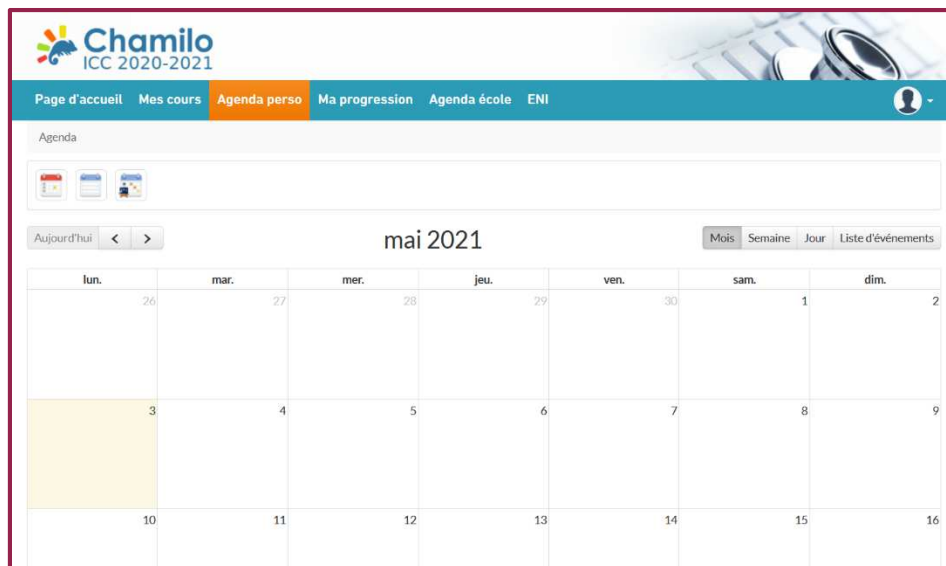 Chamilo
ICC 2020-2021
Page d'accueil Mes cours Agenda perso Ma progression Agenda école ENI
Agenda
Aujourd'hui mai 2021 Mois Semaine Jour Liste d'événements
lun. mar. mer. jeu. ven. sam. dim.
26 27 28 29 30 1 2
3 4 5 6 7 8 9
10 11 12 13 14 15 16